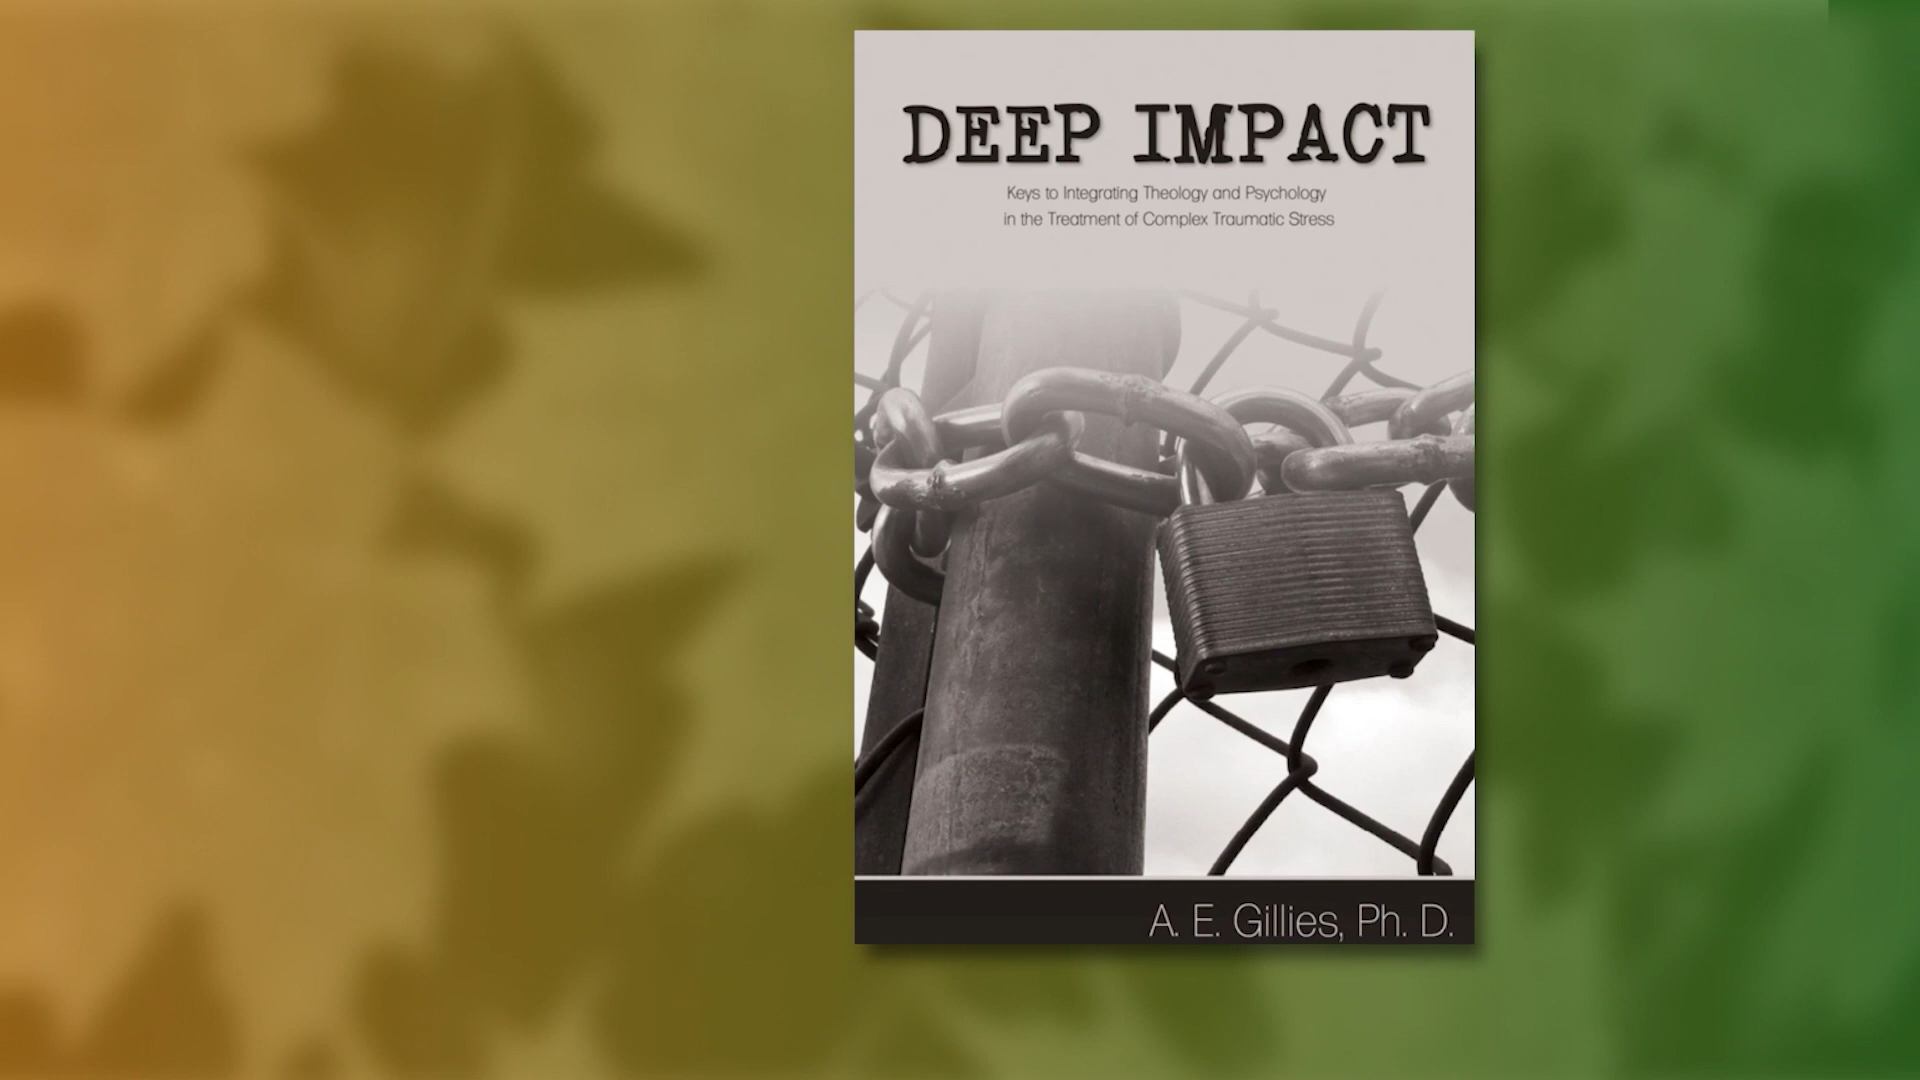 DEEP IMPACT
Keys to Integrating Theology and Psychology
in the Treatment of Complex Traumatic Stress
A. E. Gillies, Ph. D.